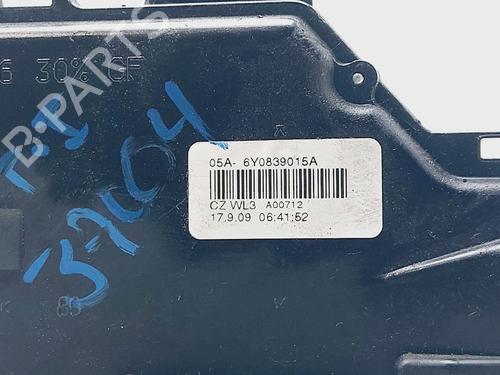 6 30% GF
05A- 6Y0839015A
CZ WL3 A00712
17.9.09 06:41:52
37004
B-PARTS